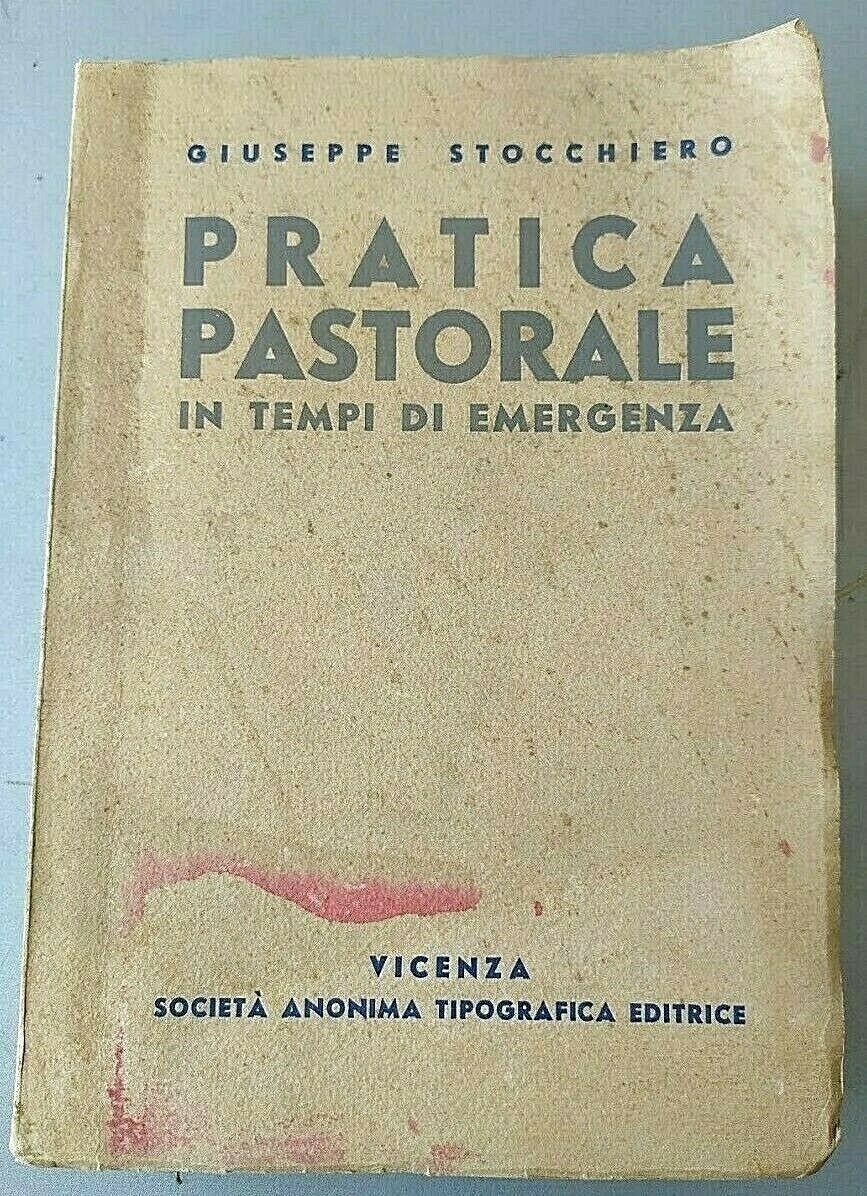 GIUSEPPE STOCCHIERO
PRATICA
PASTORALE
IN TEMPI DI EMERGENZA
VICENZA
SOCIETÀ ANONIMA TIPOGRAFICA EDITRICE